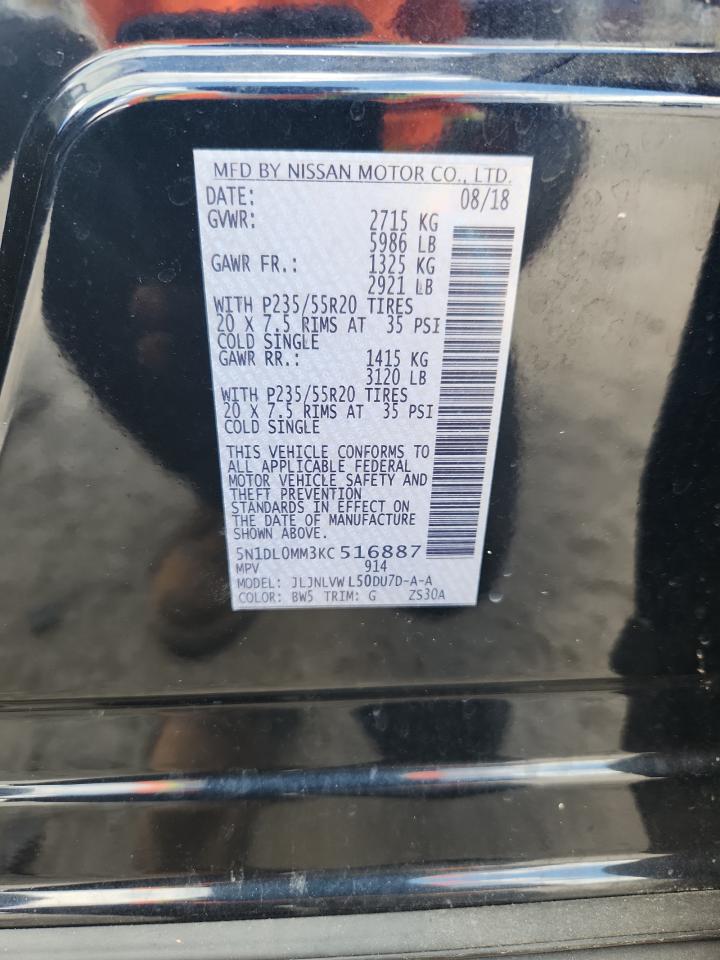 MFD BY NISSAN MOTOR CO., LTD.
DATE: 08/18
GVWR: 2715 KG
5986 LB
GAWR FR.: 1325 KG
2921 LB
WITH P235/55R20 TIRES
20 X 7.5 RIMS AT 35 PSI
COLD SINGLE
GAWR RR.: 1415 KG
3120 LB
WITH P235/55R20 TIRES
20 X 7.5 RIMS AT 35 PSI
COLD SINGLE
THIS VEHICLE CONFORMS TO
ALL APPLICABLE FEDERAL
MOTOR VEHICLE SAFETY AND
THEFT PREVENTION
STANDARDS IN EFFECT ON
THE DATE OF MANUFACTURE
SHOWN ABOVE.
5N1DL0MM3KC516887
MPV 914
MODEL: JLJNLVW L50DU7D-A-A
COLOR: BW5 TRIM: G ZS30A